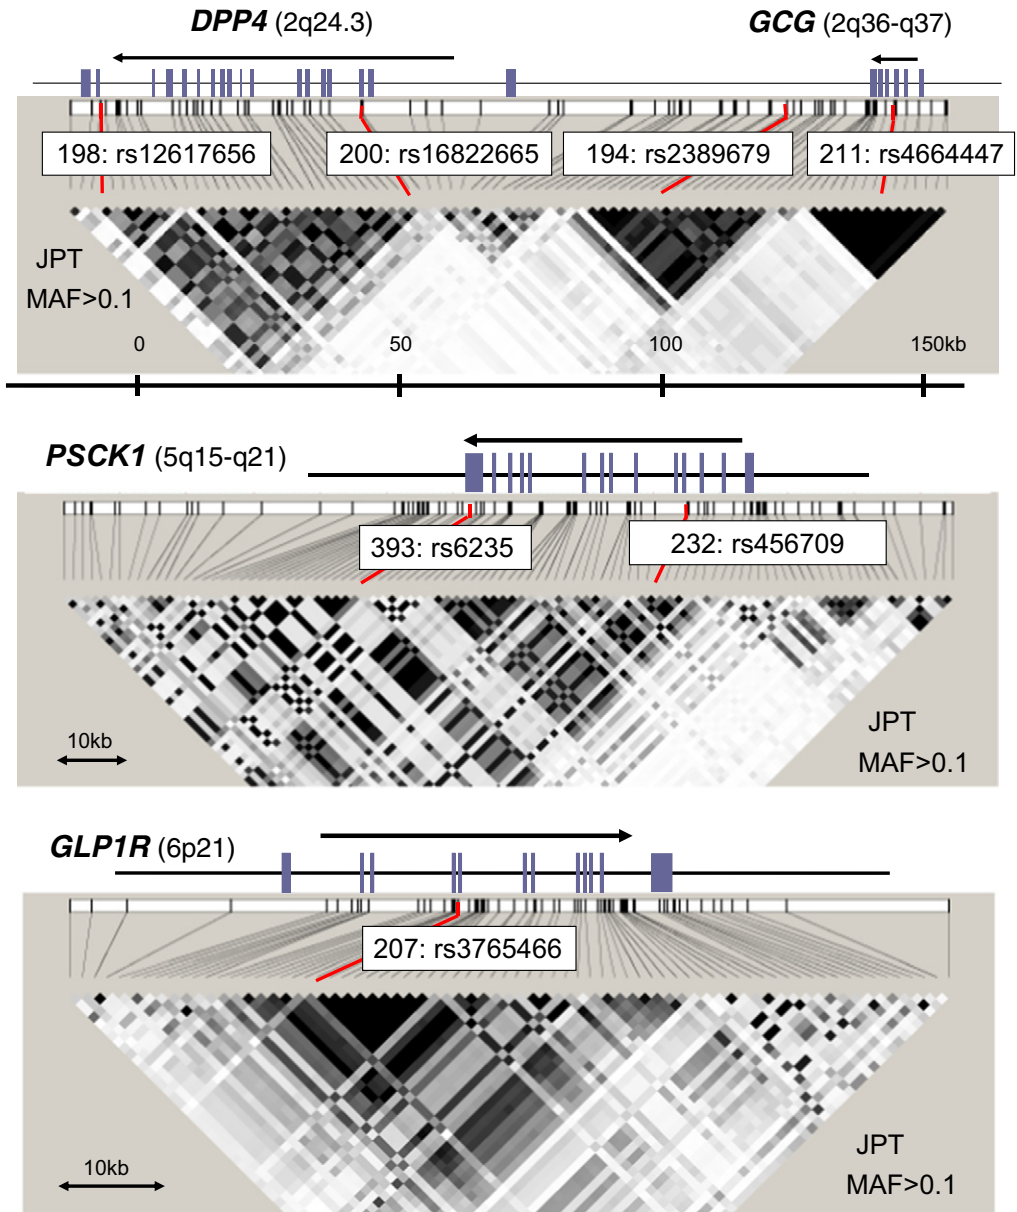 DPP4 (2q24.3)
GCG (2q36-q37)
198: rs12617656
200: rs16822665
194: rs2389679
211: rs4664447
JPT
MAF>0.1
0
50
100
150kb
PSCK1 (5q15-q21)
393: rs6235
232: rs456709
10kb
JPT
MAF>0.1
GLP1R (6p21)
207: rs3765466
10kb
JPT
MAF>0.1